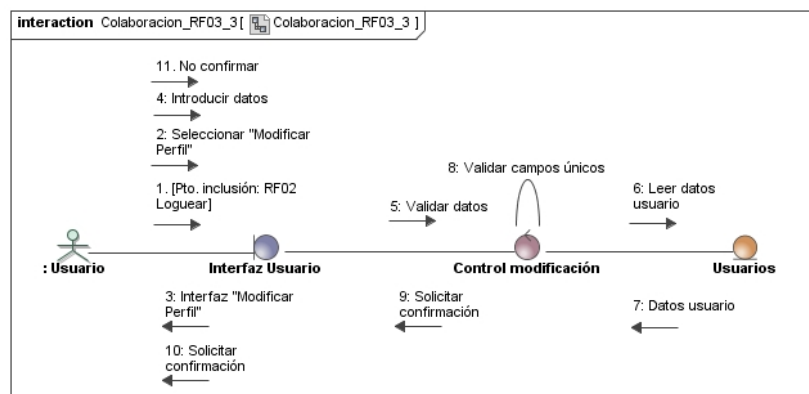 interaction Colaboracion_RF03_3[ Colaboracion_RF03_3 ]
11. No confirmar
4: Introducir datos
2: Seleccionar "Modificar
Perfil"
1. [Pto. inclusión: RF02
Loguear]
8: Validar campos únicos
5: Validar datos
6: Leer datos
usuario
: Usuario
Interfaz Usuario
Control modificación
Usuarios
3: Interfaz "Modificar
Perfil"
9: Solicitar
confirmación
7: Datos usuario
10: Solicitar
confirmación